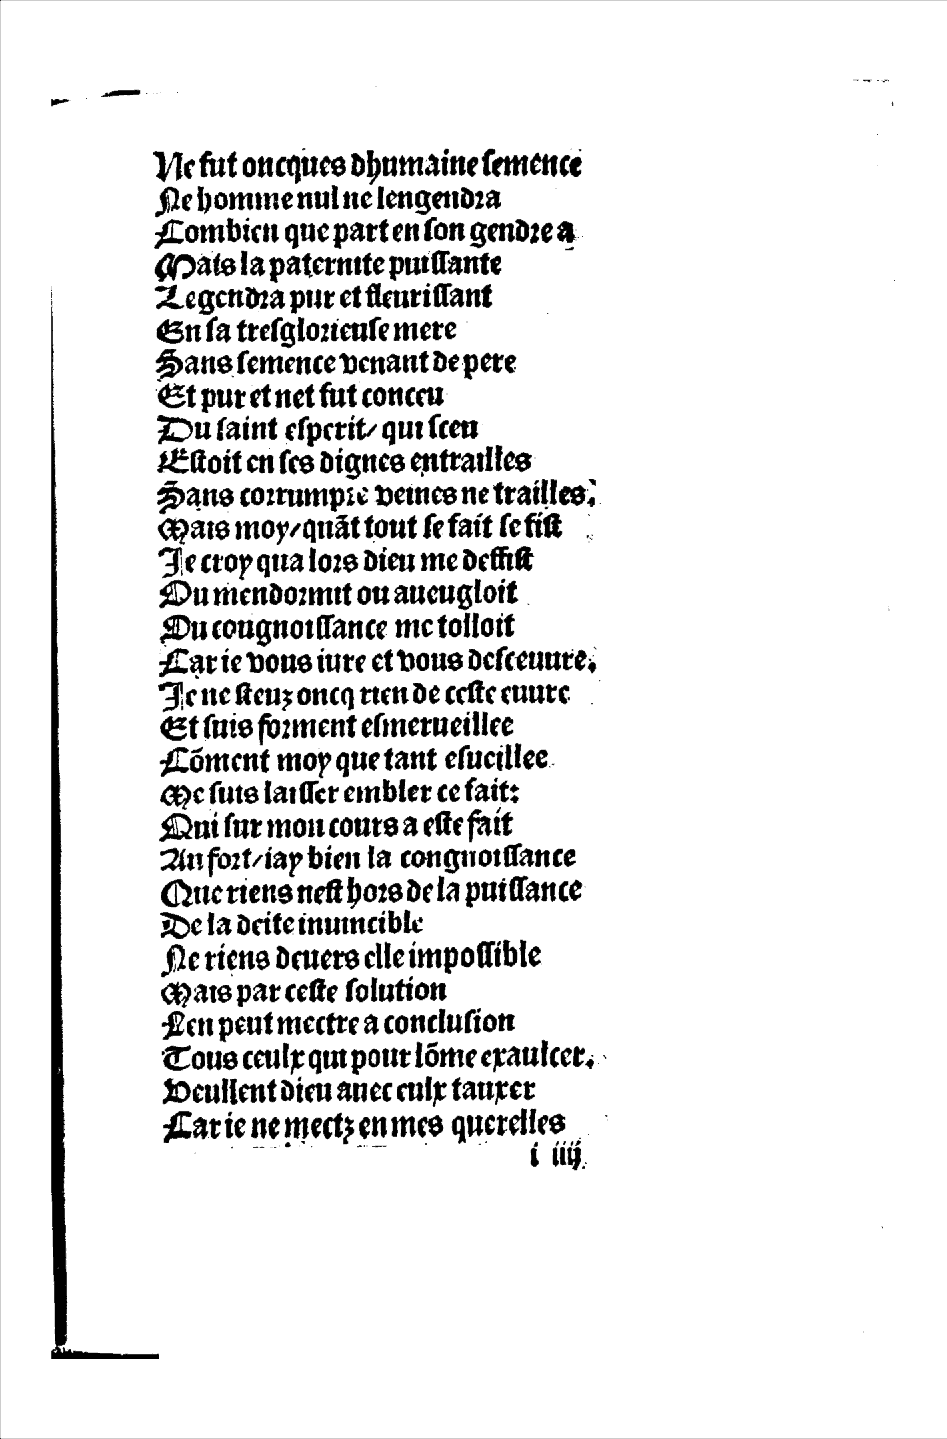 Ne fut oncques dhumaine semence
Ne homme nul ne lengendra
Combien que part en son gendre a
Mais la paternite puissante
Legendra pur et fleurissant
En sa tresglorieuse mere
Sans semence venant de pere
Et pur et net fut conceu
Du saint esperit/ qui sceu
Estoit en ses dignes entrailles
Sans corrumpre veines ne trailles.
Mais moy/quãt tout se fait se fist
Je croy qua lors dieu me deffist
Ou mendormit ou aueugloit
Ou cougnoissance me tolloit
Car ie vous iure et vous desceuure.
Je ne steuz oncq rien de ceste euure
Et suis forment esmerueillee
Cõment moy que tant esueillee
Me suis laisser embler ce fait:
Qui sur mon cours a este fait
Au fort/iay bien la congnoissance
Que riens nest hors de la puissance
De la deite inuincible
Ne riens deuers elle impossible
Mais par ceste solution
Len peut mectre a conclusion
Tous ceulx qui pour lõme exaulcer.
Veullent dieu auec eulx tauxer
Car ie ne mectz en mes querelles
i iiij.